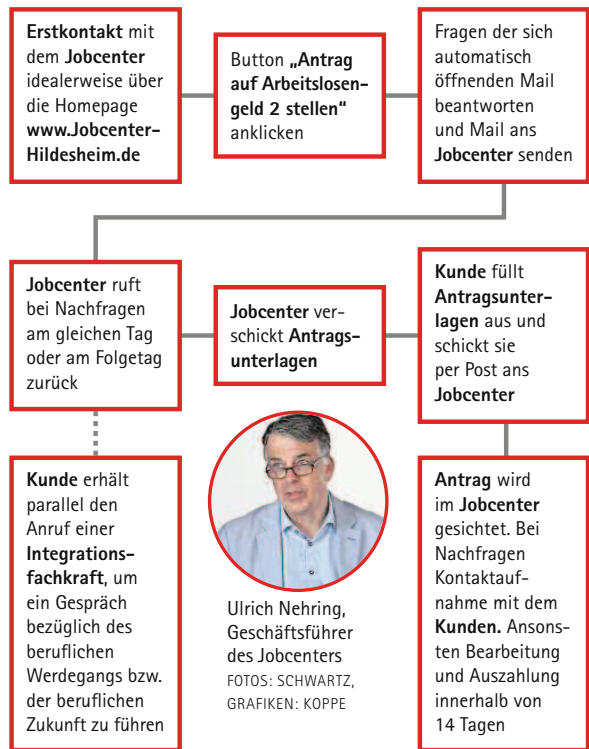 Erstkontakt mit
dem Jobcenter
idealerweise über
die Homepage
www.Jobcenter-
Hildesheim.de
Button „Antrag
auf Arbeitslosen-
geld 2 stellen“
anklicken
Fragen der sich
automatisch
öffnenden Mail
beantworten
und Mail ans
Jobcenter senden
Jobcenter ruft
bei Nachfragen
am gleichen Tag
oder am Folgetag
zurück
Jobcenter ver-
schickt Antrags-
unterlagen
Kunde füllt
Antragsunter-
lagen aus und
schickt sie
per Post ans
Jobcenter
Kunde erhält
parallel den
Anruf einer
Integrations-
fachkraft, um
ein Gespräch
bezüglich des
beruflichen
Werdegangs bzw.
der beruflichen
Zukunft zu führen
Ulrich Nehring,
Geschäftsführer
des Jobcenters
FOTOS: SCHWARTZ,
GRAFIKEN: KOPPE
Antrag wird
im Jobcenter
gesichtet. Bei
Nachfragen
Kontaktauf-
nahme mit dem
Kunden. Ansons-
ten Bearbeitung
und Auszahlung
innerhalb von
14 Tagen